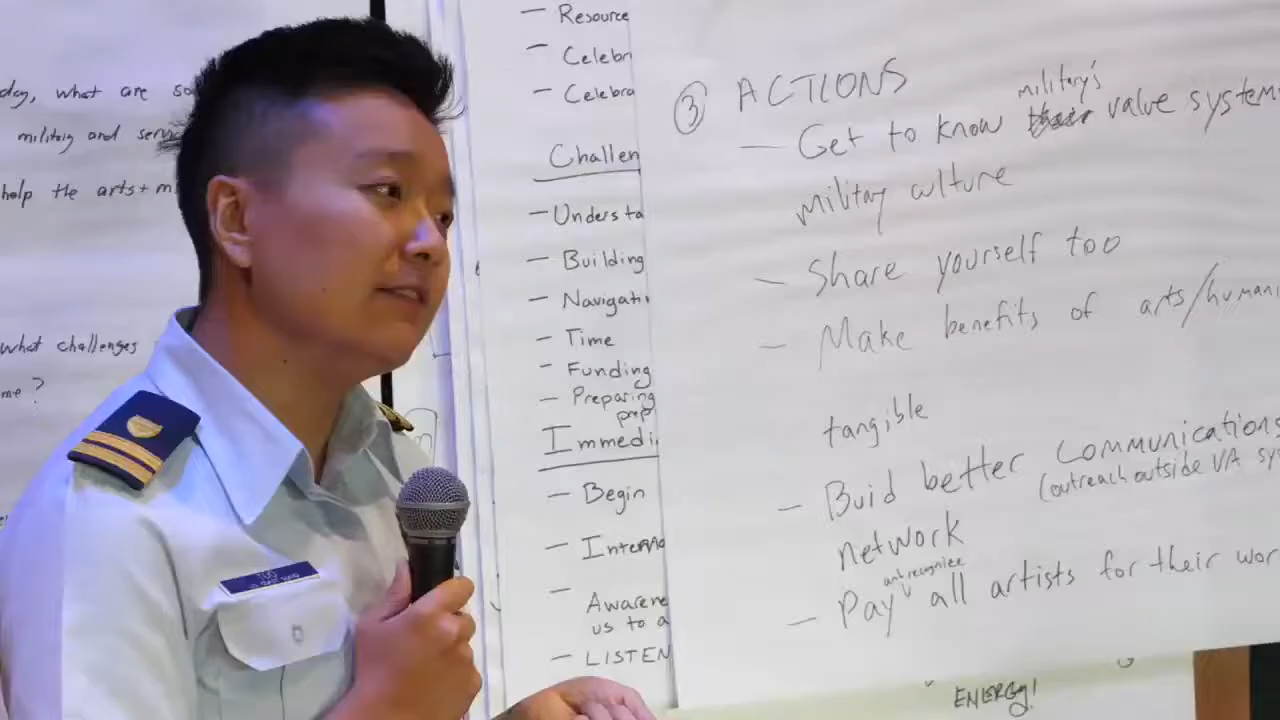 day, what are
military and
help the arts+
what challenges
me?
- Resource
- Celebr
- Celebra
Challen
- Understa
- Building
- Navigati
- Time
- Funding
- Preparing
prep
Immedi
- Begin
- Interna
-
Awarene
us to a
- LISTEN
③ ACTIONS
military's
- Get to know value system
military culture
- Share yourself too
- Make benefits of arts/humani
tangible
- Buid better Communications
(outreach outside VA sy
network
and recognize
- Pay all artists for their wor
ENERGY!